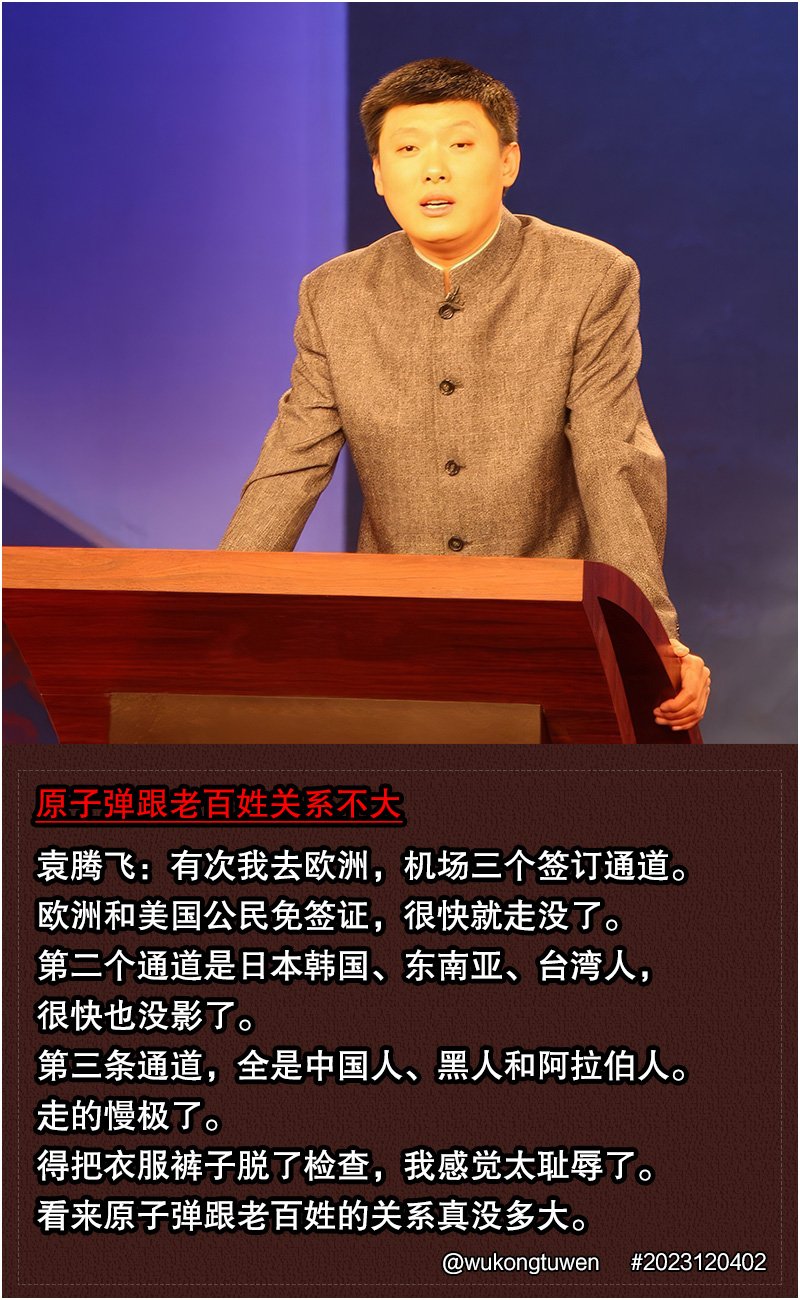 原子弹跟老百姓关系不大
袁腾飞：有次我去欧洲，机场三个签订通道。
欧洲和美国公民免签证，很快就走没了。
第二个通道是日本韩国、东南亚、台湾人，
很快也没影了。
第三条通道，全是中国人、黑人和阿拉伯人。
走的慢极了。
得把衣服裤子脱了检查，我感觉太耻辱了。
看来原子弹跟老百姓的关系真没多大。
@wukongtuwen #2023120402